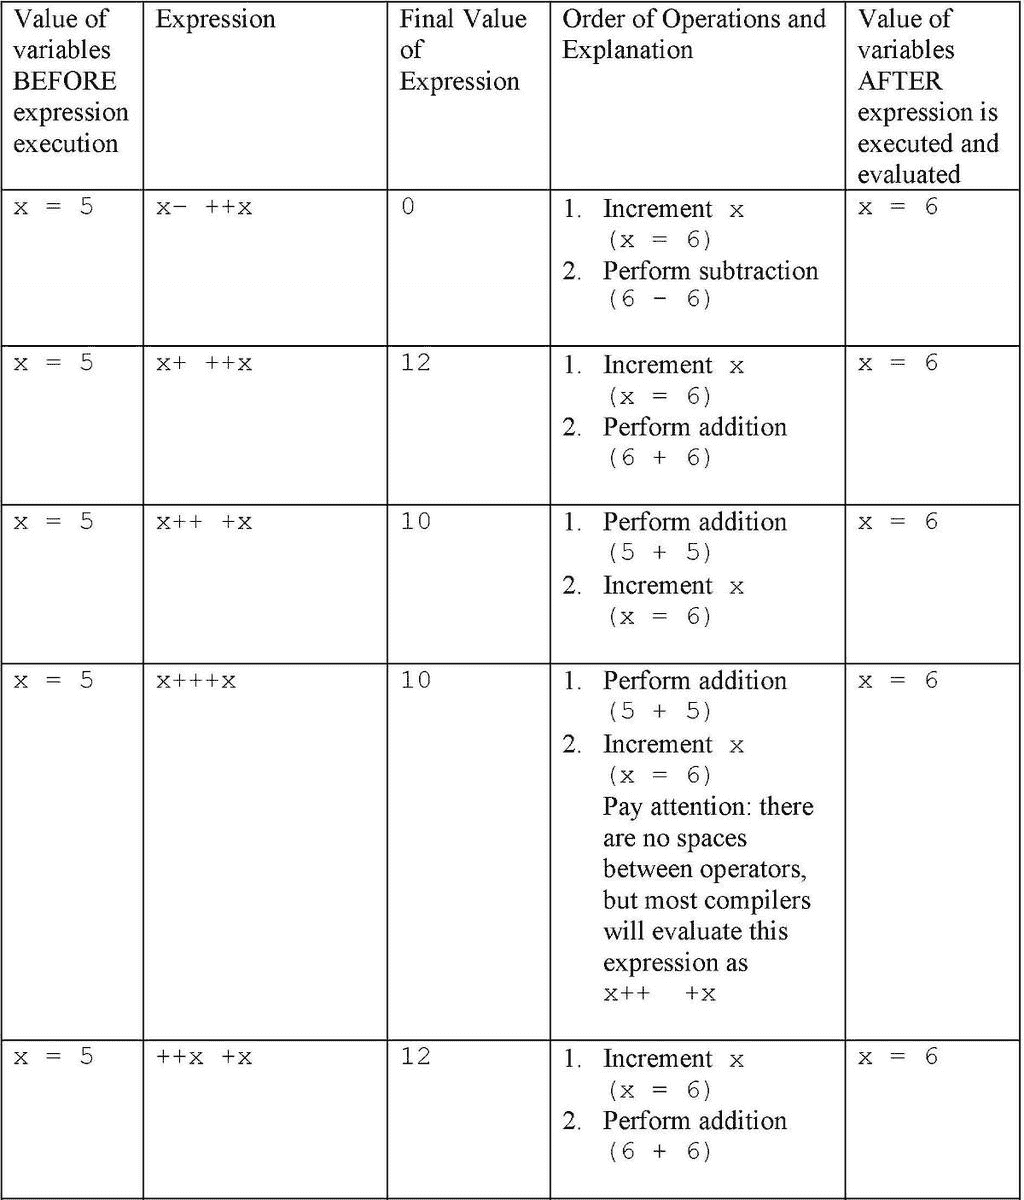 Value of
variables
BEFORE
expression
execution
Expression
Final Value
of
Expression
Order of Operations and
Explanation
Value of
variables
AFTER
expression is
executed and
evaluated
x = 5
x- ++x
0
1. Increment x
(x = 6)
2. Perform subtraction
(6 - 6)
x = 6
x = 5
x+ ++x
12
1. Increment x
(x = 6)
2. Perform addition
(6 + 6)
x = 6
x = 5
x++ +x
10
1. Perform addition
(5 + 5)
2. Increment x
(x = 6)
x = 6
x = 5
x+++x
10
1. Perform addition
(5 + 5)
2. Increment x
(x = 6)
Pay attention: there
are no spaces
between operators,
but most compilers
will evaluate this
expression as
x++ +x
x = 6
x = 5
++x +x
12
1. Increment x
(x = 6)
2. Perform addition
(6 + 6)
x = 6